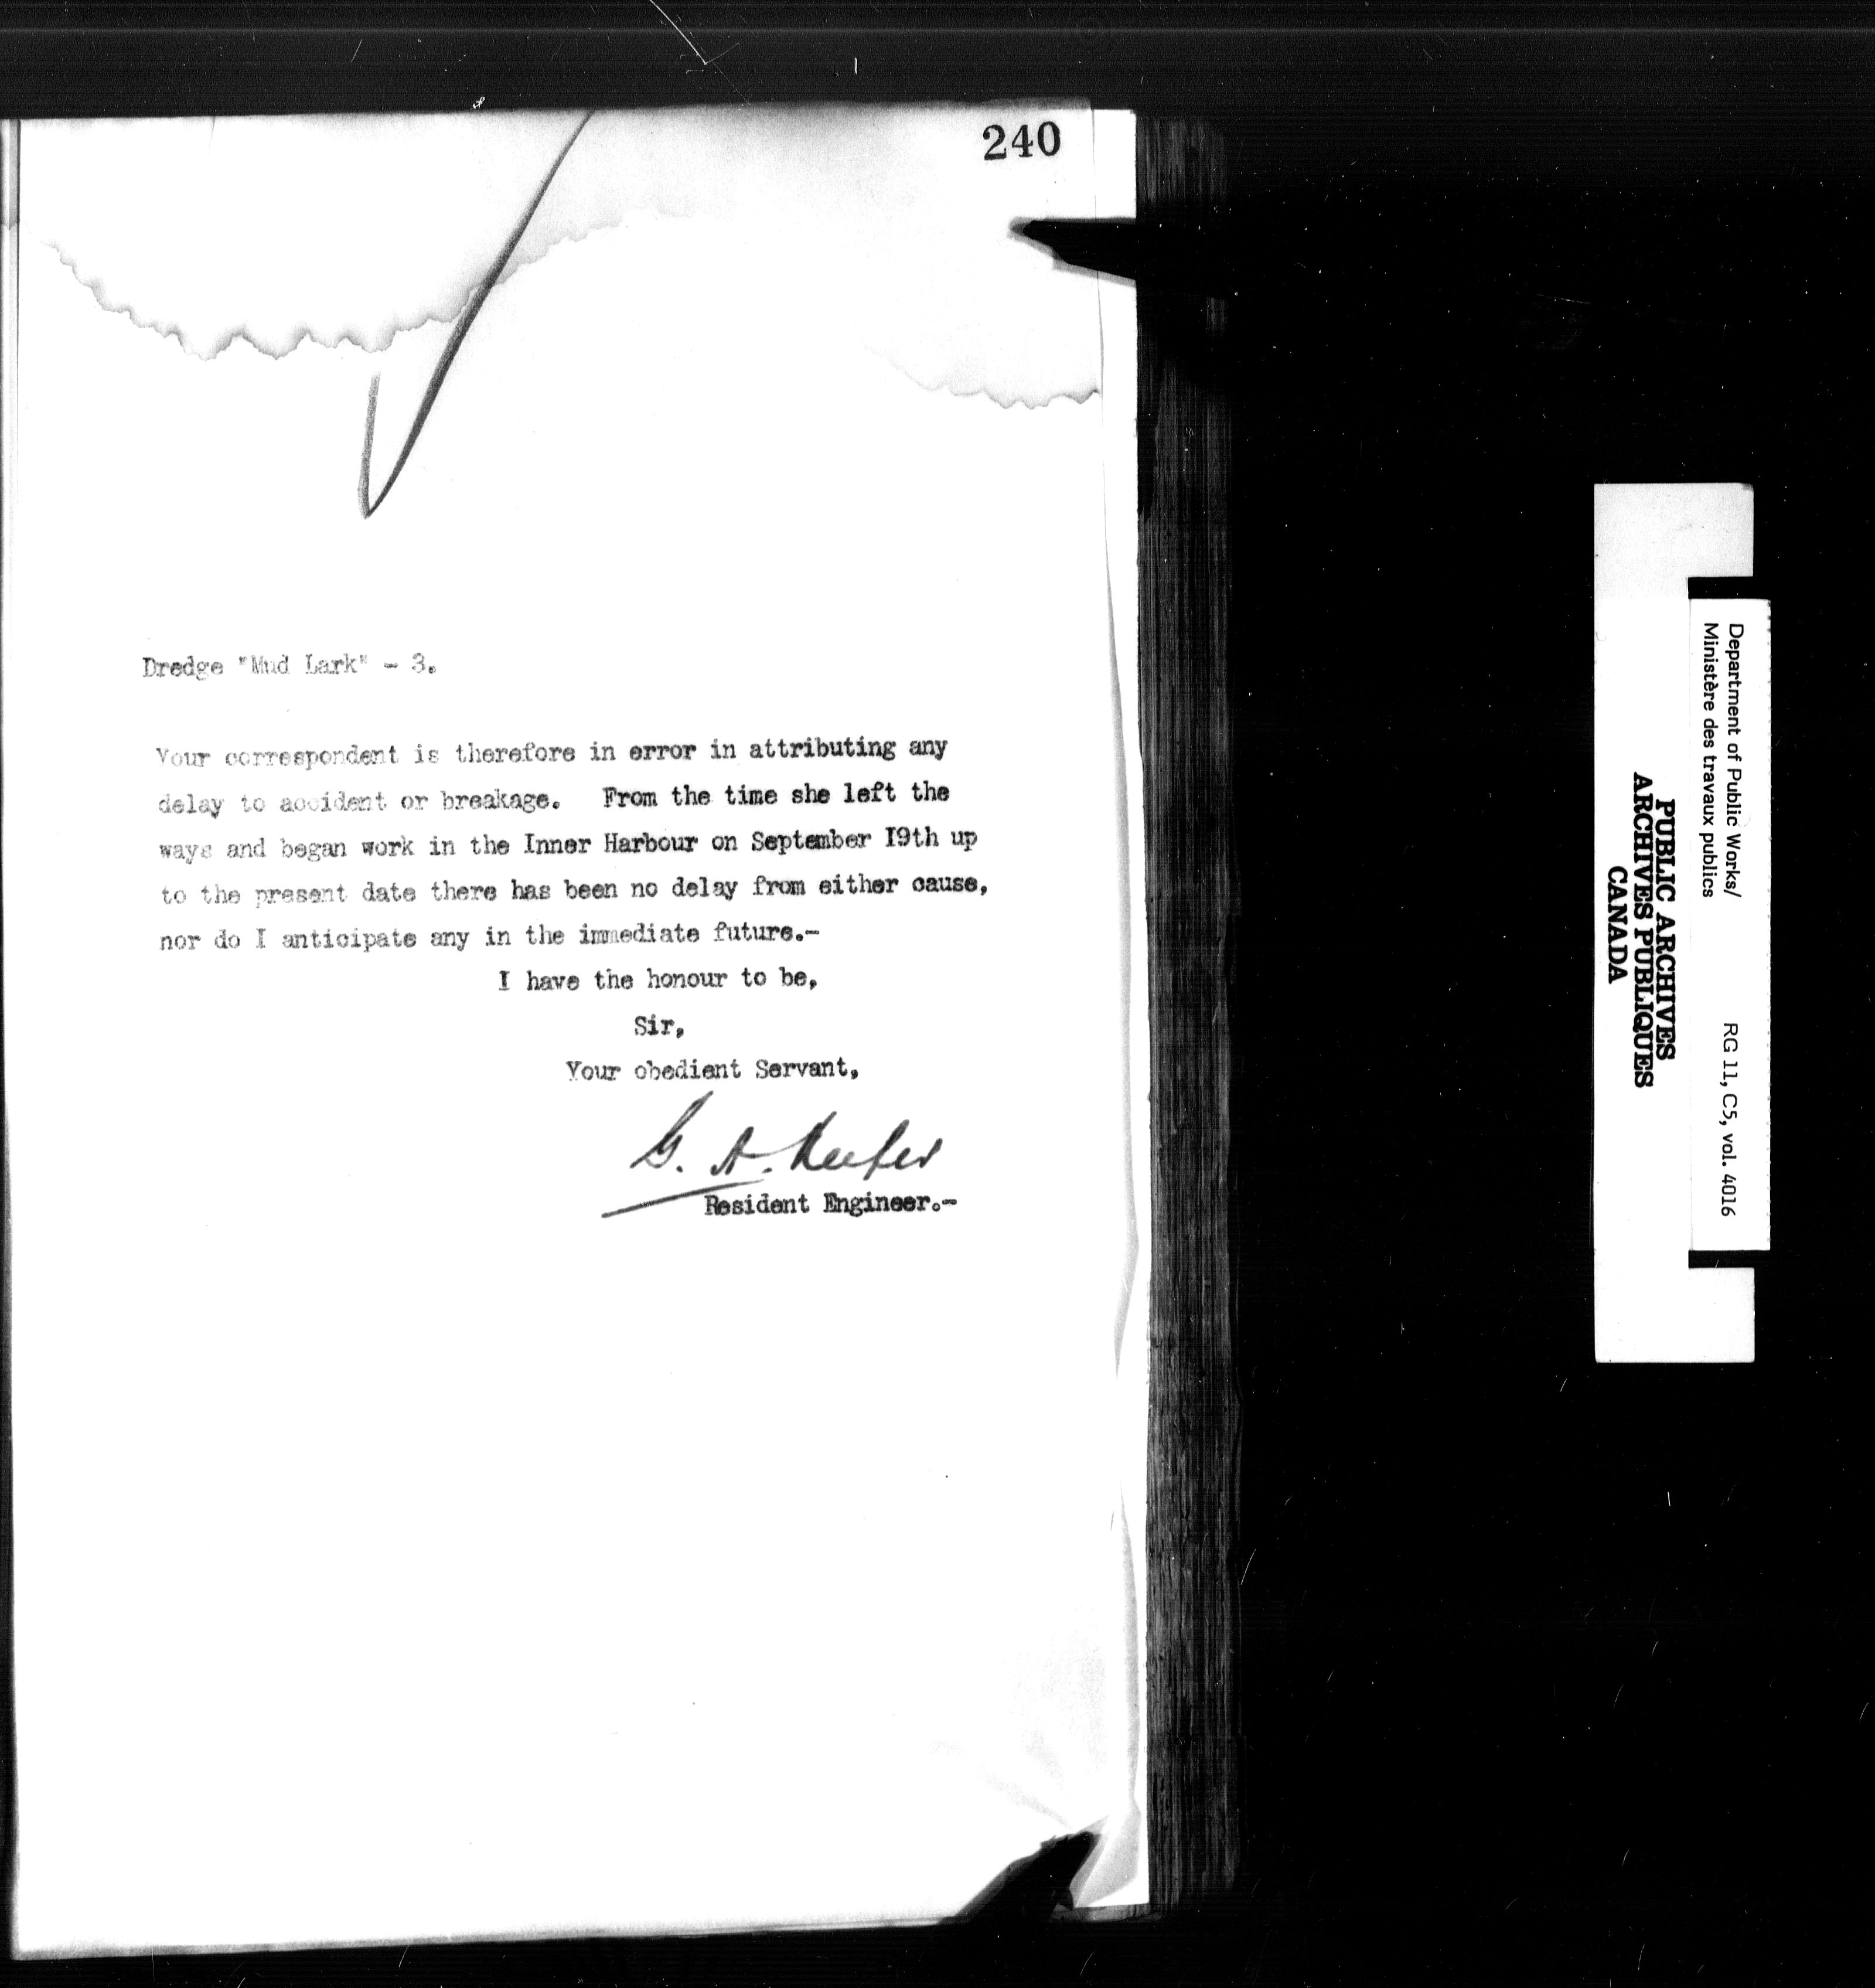 240
Dredge "Mud Lark" - 3.
Your correspondent is therefore in error in attributing any
delay to accident or breakage. From the time she left the
ways and began work in the Inner Harbour on September I9th up
to the present date there has been no delay from either cause,
nor do I anticipate any in the immediate future.-
I have the honour to be,
Sir,
Your obedient Servant,
G. A. Keefer
Resident Engineer.-
Department of Public Works/
Ministère des travaux publics
RG 11, C5, vol. 4016
PUBLIC ARCHIVES
ARCHIVES PUBLIQUES
CANADA